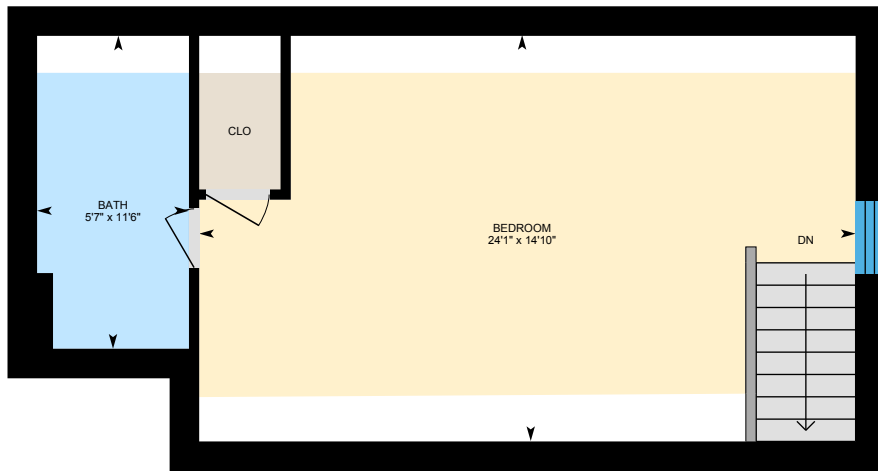 CLO
BATH
5'7" x 11'6"
BEDROOM
24'1" x 14'10"
DN